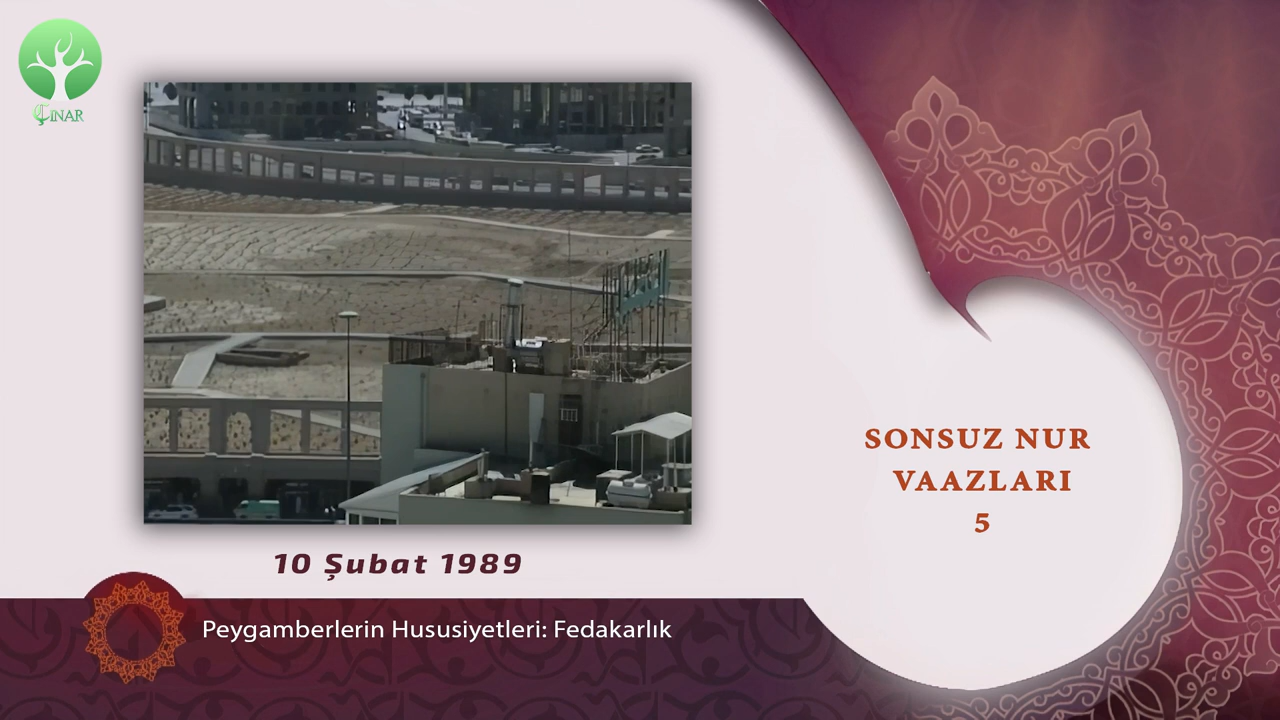 ÇINAR
SONSUZ NUR
VAAZLARI
5
10 Şubat 1989
Peygamberlerin Hususiyetleri: Fedakarlık